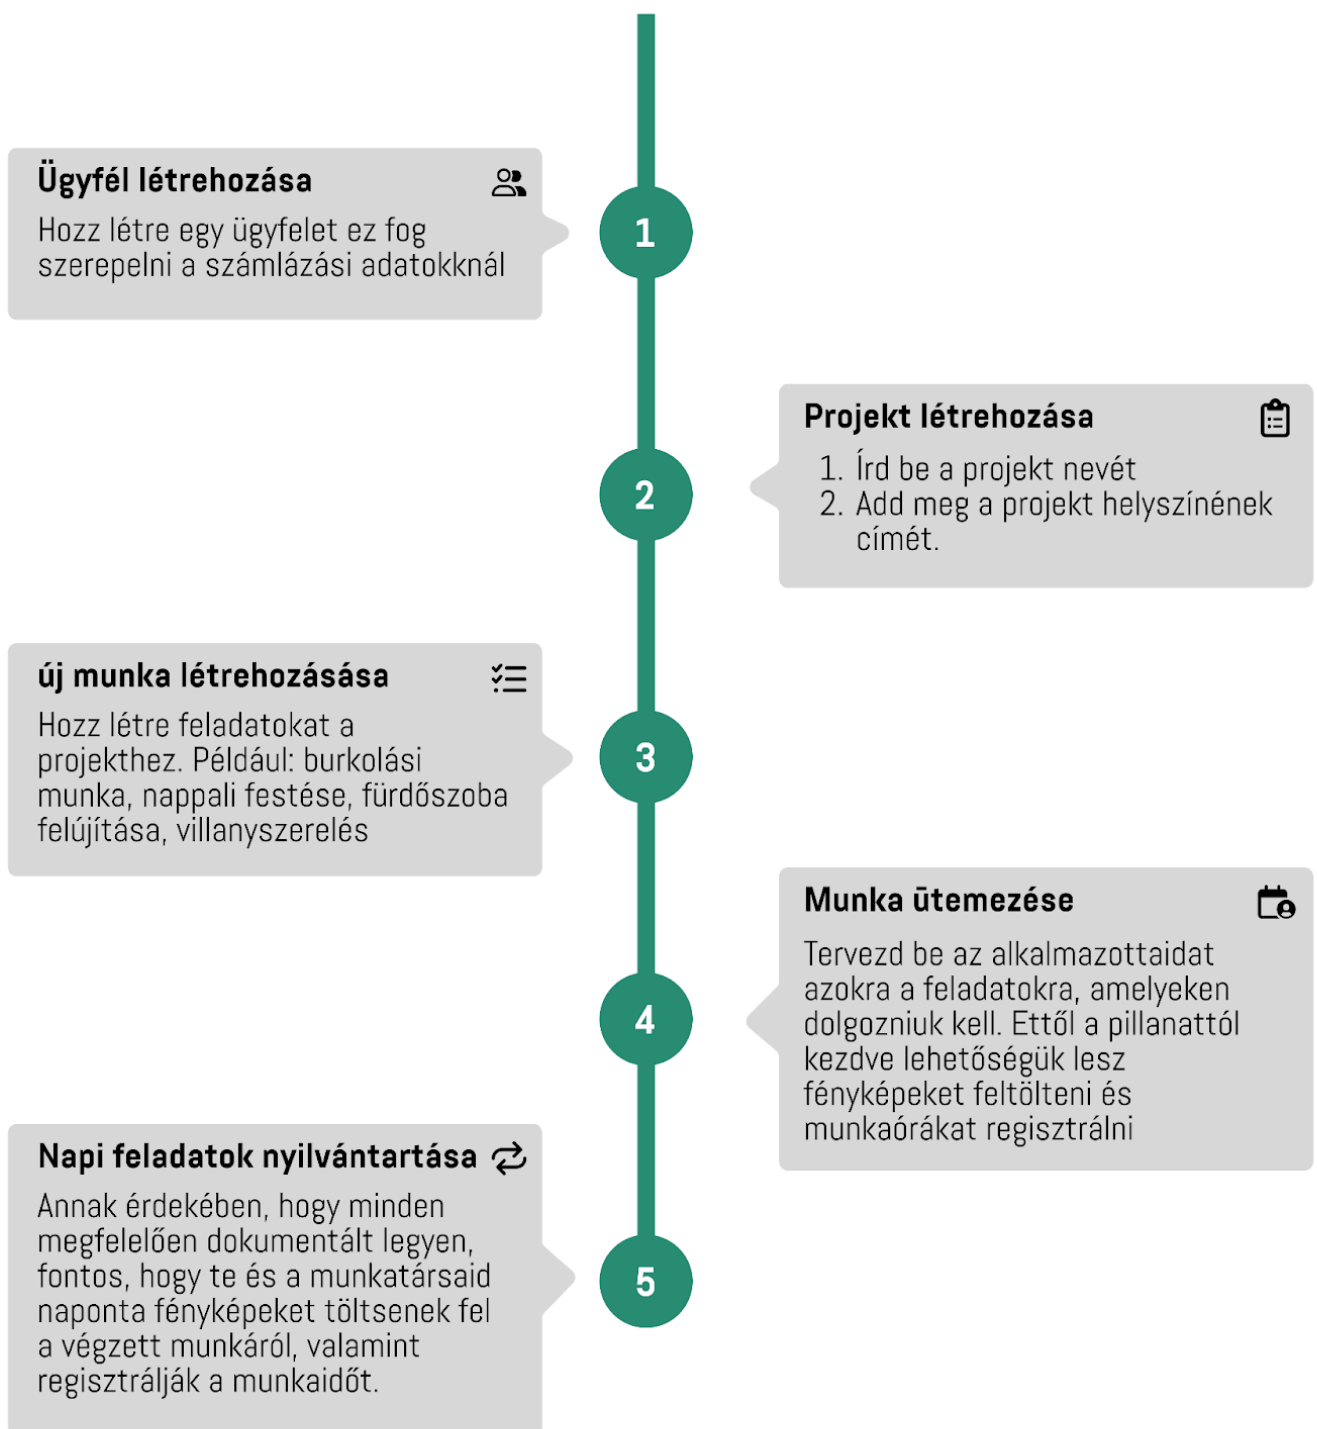 Ügyfél létrehozása
Hozz létre egy ügyfelet ez fog
szerepelni a számlázási adatokknál
1
Projekt létrehozása
1. Írd be a projekt nevét
2. Add meg a projekt helyszínének
címét.
2
új munka létrehozásása
Hozz létre feladatokat a
projekthez. Például: burkolási
munka, nappali festése, fürdőszoba
felújítása, villanyszerelés
3
Munka ütemezése
Tervezd be az alkalmazottaidat
azokra a feladatokra, amelyeken
dolgozniuk kell. Ettől a pillanattól
kezdve lehetőségük lesz
fényképeket feltölteni és
munkaórákat regisztrálni
4
Napi feladatok nyilvántartása
Annak érdekében, hogy minden
megfelelően dokumentált legyen,
fontos, hogy te és a munkatársaid
naponta fényképeket töltsenek fel
a végzett munkáról, valamint
regisztrálják a munkaidőt.
5